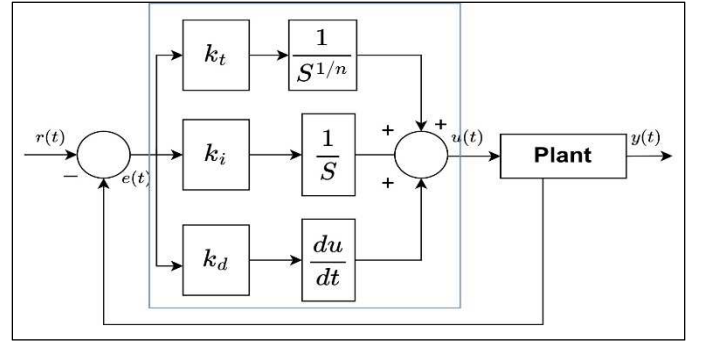 k_t
1
S^{1/n}
+
r(t)
u(t)
y(t)
+
k_i
1
S
Plant
−
e(t)
+
k_d
du
dt